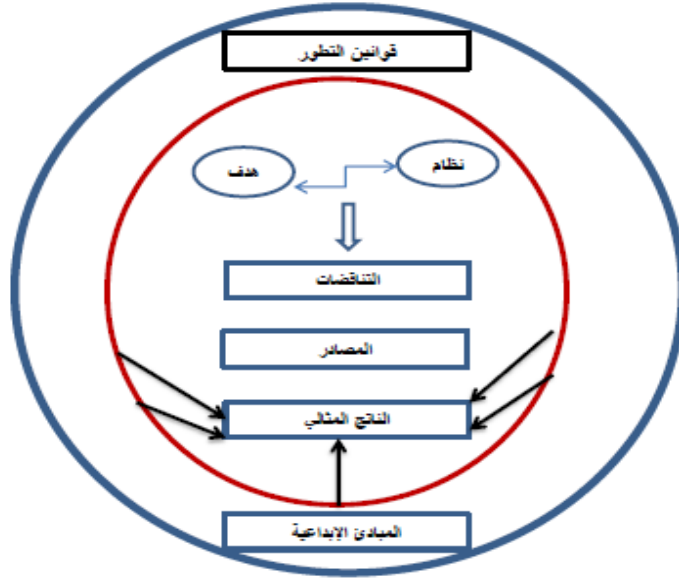 قوانين التطور
نظام
هدف
التناقضات
المصادر
الناتج المثالي
المبادئ الإبداعية